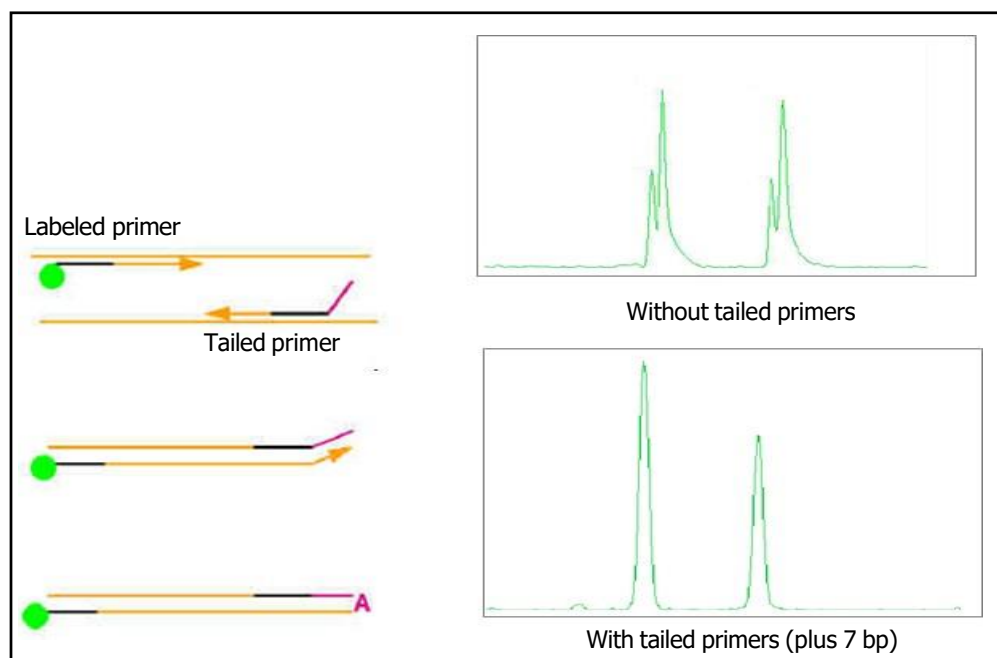 Labeled primer
Tailed primer
A
Without tailed primers
With tailed primers (plus 7 bp)